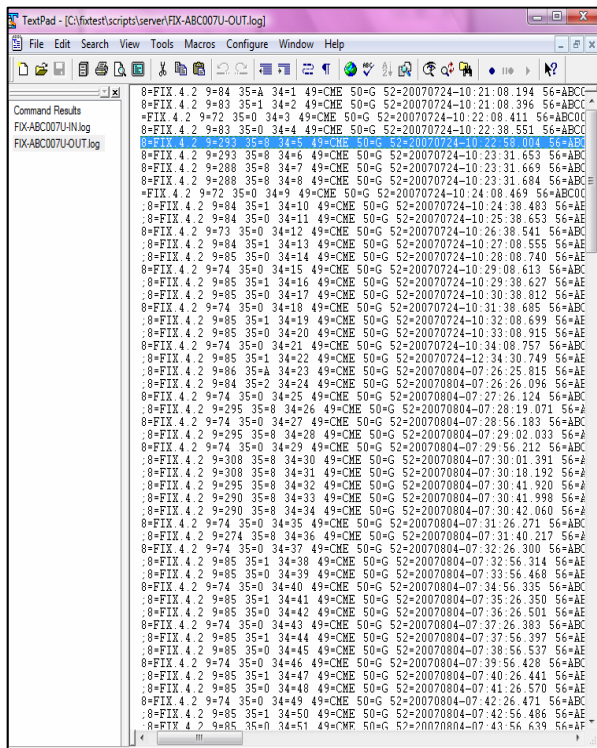 TextPad - [C:\fixtest\scripts\server\FIX-ABC007U-OUT.log]
File Edit Search View Tools Macros Configure Window Help
Command Results
FIX-ABC007U-IN.log
FIX-ABC007U-OUT.log
8=FIX.4.2 9=84 35=A 34=1 49=CME 50=G 52=20070724-10:21:08.194 56=ABC0
8=FIX.4.2 9=83 35=1 34=2 49=CME 50=G 52=20070724-10:21:08.396 56=ABC
=FIX.4.2 9=72 35=0 34=3 49=CME 50=G 52=20070724-10:22:08.411 56=ABC00
8=FIX.4.2 9=83 35=0 34=4 49=CME 50=G 52=20070724-10:22:38.551 56=ABC
8=FIX.4.2 9=293 35=8 34=5 49=CME 50=G 52=20070724-10:22:58.004 56=AB
8=FIX.4.2 9=293 35=8 34=6 49=CME 50=G 52=20070724-10:23:31.653 56=AB
8=FIX.4.2 9=288 35=8 34=7 49=CME 50=G 52=20070724-10:23:31.669 56=AB
8=FIX.4.2 9=288 35=8 34=8 49=CME 50=G 52=20070724-10:23:31.684 56=AB
=FIX.4.2 9=72 35=0 34=9 49=CME 50=G 52=20070724-10:24:08.469 56=ABC00
;8=FIX.4.2 9=84 35=1 34=10 49=CME 50=G 52=20070724-10:24:38.483 56=AB
;8=FIX.4.2 9=84 35=0 34=11 49=CME 50=G 52=20070724-10:25:38.653 56=AB
8=FIX.4.2 9=73 35=0 34=12 49=CME 50=G 52=20070724-10:26:38.541 56=ABC
;8=FIX.4.2 9=84 35=1 34=13 49=CME 50=G 52=20070724-10:27:08.555 56=AB
;8=FIX.4.2 9=85 35=0 34=14 49=CME 50=G 52=20070724-10:28:08.740 56=AB
8=FIX.4.2 9=74 35=0 34=15 49=CME 50=G 52=20070724-10:29:08.613 56=ABC
;8=FIX.4.2 9=85 35=1 34=16 49=CME 50=G 52=20070724-10:29:38.627 56=AB
;8=FIX.4.2 9=85 35=0 34=17 49=CME 50=G 52=20070724-10:30:38.812 56=AB
8=FIX.4.2 9=74 35=0 34=18 49=CME 50=G 52=20070724-10:31:38.685 56=ABC
;8=FIX.4.2 9=85 35=1 34=19 49=CME 50=G 52=20070724-10:32:08.699 56=AB
;8=FIX.4.2 9=85 35=0 34=20 49=CME 50=G 52=20070724-10:33:08.915 56=AB
8=FIX.4.2 9=74 35=0 34=21 49=CME 50=G 52=20070724-10:34:08.757 56=ABC
;8=FIX.4.2 9=85 35=1 34=22 49=CME 50=G 52=20070724-12:34:30.749 56=AB
;8=FIX.4.2 9=86 35=A 34=23 49=CME 50=G 52=20070804-07:26:25.815 56=AB
;8=FIX.4.2 9=84 35=2 34=24 49=CME 50=G 52=20070804-07:26:26.096 56=AB
8=FIX.4.2 9=74 35=0 34=25 49=CME 50=G 52=20070804-07:27:26.124 56=ABC
;8=FIX.4.2 9=295 35=8 34=26 49=CME 50=G 52=20070804-07:28:19.071 56=A
8=FIX.4.2 9=74 35=0 34=27 49=CME 50=G 52=20070804-07:28:56.183 56=ABC
;8=FIX.4.2 9=295 35=8 34=28 49=CME 50=G 52=20070804-07:29:02.033 56=A
8=FIX.4.2 9=74 35=0 34=29 49=CME 50=G 52=20070804-07:29:56.212 56=ABC
;8=FIX.4.2 9=308 35=8 34=30 49=CME 50=G 52=20070804-07:30:01.391 56=A
;8=FIX.4.2 9=308 35=8 34=31 49=CME 50=G 52=20070804-07:30:18.192 56=A
;8=FIX.4.2 9=295 35=8 34=32 49=CME 50=G 52=20070804-07:30:41.920 56=A
;8=FIX.4.2 9=290 35=8 34=33 49=CME 50=G 52=20070804-07:30:41.998 56=A
;8=FIX.4.2 9=290 35=8 34=34 49=CME 50=G 52=20070804-07:30:42.060 56=A
8=FIX.4.2 9=74 35=0 34=35 49=CME 50=G 52=20070804-07:31:26.271 56=ABC
;8=FIX.4.2 9=274 35=8 34=36 49=CME 50=G 52=20070804-07:31:40.217 56=A
8=FIX.4.2 9=74 35=0 34=37 49=CME 50=G 52=20070804-07:32:26.300 56=ABC
;8=FIX.4.2 9=85 35=1 34=38 49=CME 50=G 52=20070804-07:32:56.314 56=AB
;8=FIX.4.2 9=85 35=0 34=39 49=CME 50=G 52=20070804-07:33:56.468 56=AB
8=FIX.4.2 9=74 35=0 34=40 49=CME 50=G 52=20070804-07:34:56.335 56=ABC
;8=FIX.4.2 9=85 35=1 34=41 49=CME 50=G 52=20070804-07:35:26.350 56=AB
;8=FIX.4.2 9=85 35=0 34=42 49=CME 50=G 52=20070804-07:36:26.501 56=AB
8=FIX.4.2 9=74 35=0 34=43 49=CME 50=G 52=20070804-07:37:26.383 56=ABC
;8=FIX.4.2 9=85 35=1 34=44 49=CME 50=G 52=20070804-07:37:56.397 56=AB
;8=FIX.4.2 9=85 35=0 34=45 49=CME 50=G 52=20070804-07:38:56.537 56=AB
8=FIX.4.2 9=74 35=0 34=46 49=CME 50=G 52=20070804-07:39:56.428 56=ABC
;8=FIX.4.2 9=85 35=1 34=47 49=CME 50=G 52=20070804-07:40:26.441 56=AB
;8=FIX.4.2 9=85 35=0 34=48 49=CME 50=G 52=20070804-07:41:26.570 56=AB
8=FIX.4.2 9=74 35=0 34=49 49=CME 50=G 52=20070804-07:42:26.471 56=ABC
;8=FIX.4.2 9=85 35=1 34=50 49=CME 50=G 52=20070804-07:42:56.486 56=AB
;8=FIX.4.2 9=85 35=0 34=51 49=CME 50=G 52=20070804-07:43:56.639 56=AB